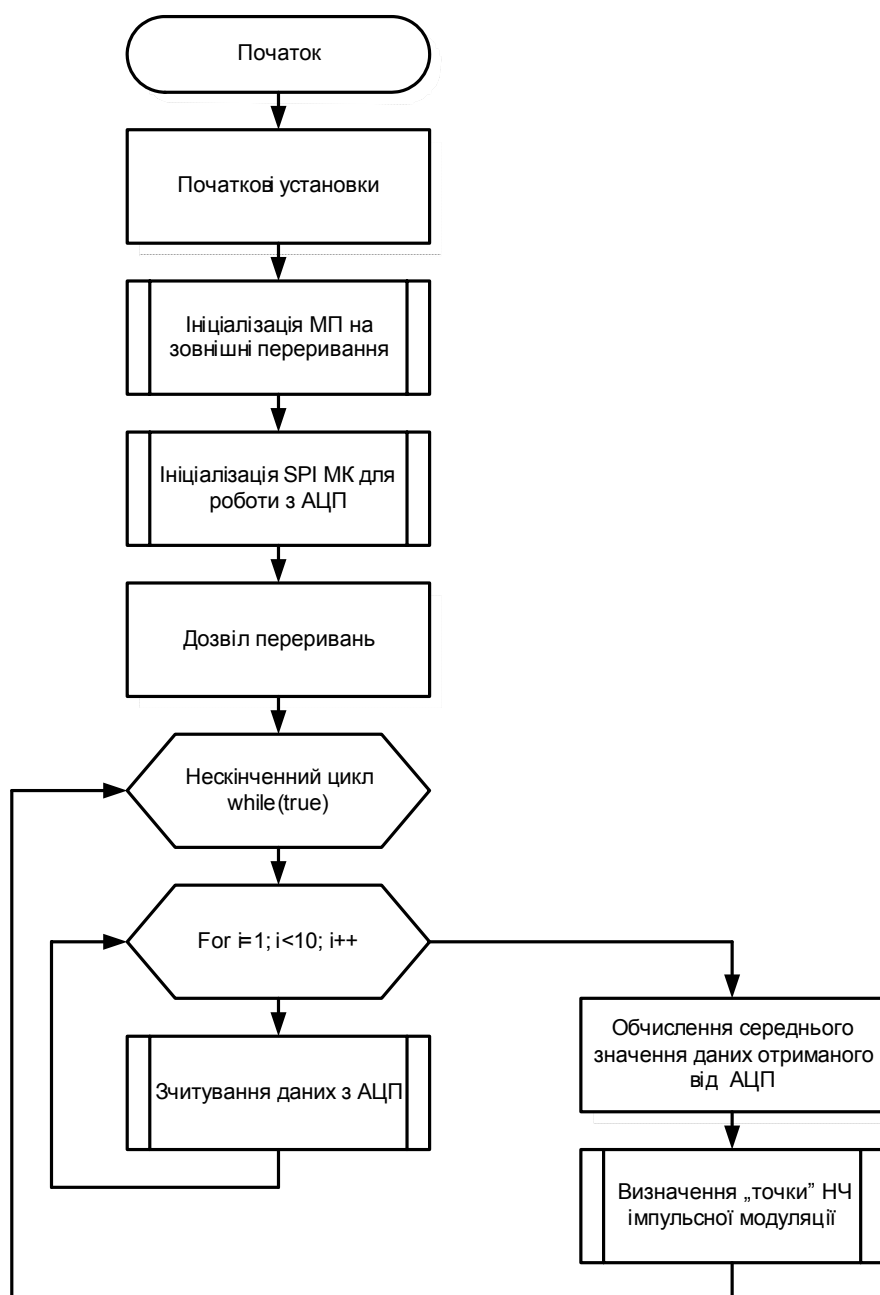 Початок
Початкові установки
Ініціалізація МП на
зовнішні переривання
Ініціалізація SPI МК для
роботи з АЦП
Дозвіл переривань
Нескінченний цикл
while(true)
For i=1; i<10; i++
Зчитування даних з АЦП
Обчислення середнього
значення даних отриманого
від АЦП
Визначення „точки” НЧ
імпульсної модуляції